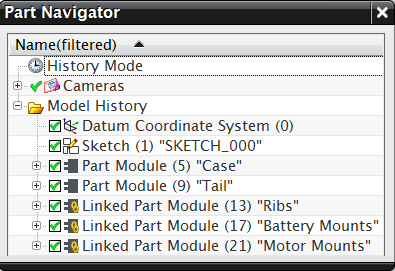 Part Navigator
Name(filtered)
History Mode
Cameras
Model History
Datum Coordinate System (0)
Sketch (1) "SKETCH_000"
Part Module (5) "Case"
Part Module (9) "Tail"
Linked Part Module (13) "Ribs"
Linked Part Module (17) "Battery Mounts"
Linked Part Module (21) "Motor Mounts"